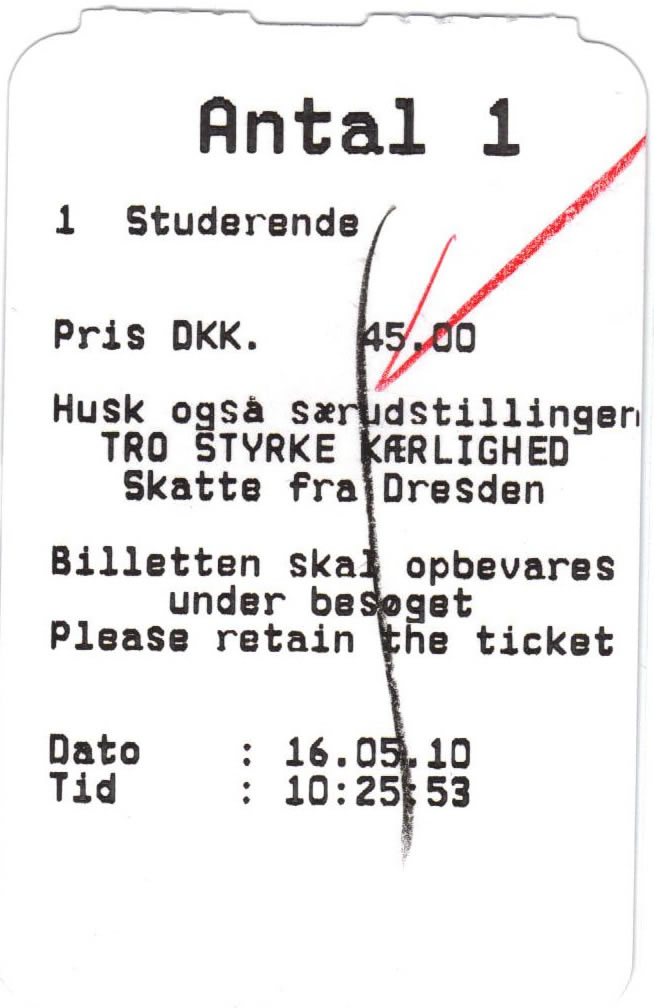 Antal 1
1 Studerende
Pris DKK. 45.00
Husk også særudstillingen
TRO STYRKE KÆRLIGHED
Skatte fra Dresden
Billetten skal opbevares
under besøget
Please retain the ticket
Dato : 16.05.10
Tid : 10:25:53